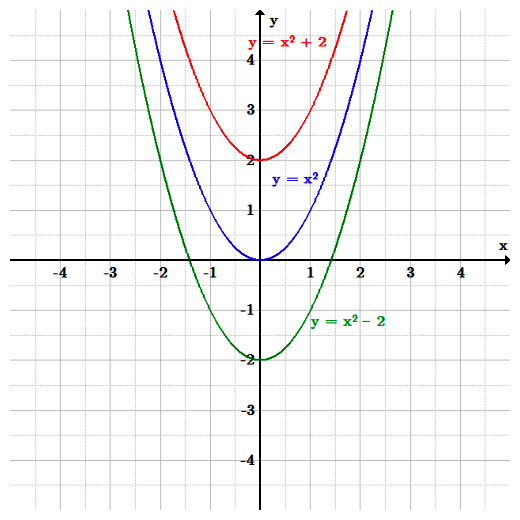 y
y = x² + 2
4
3
2
y = x²
1
x
-4 -3 -2 -1 1 2 3 4
-1
y = x² – 2
-2
-3
-4